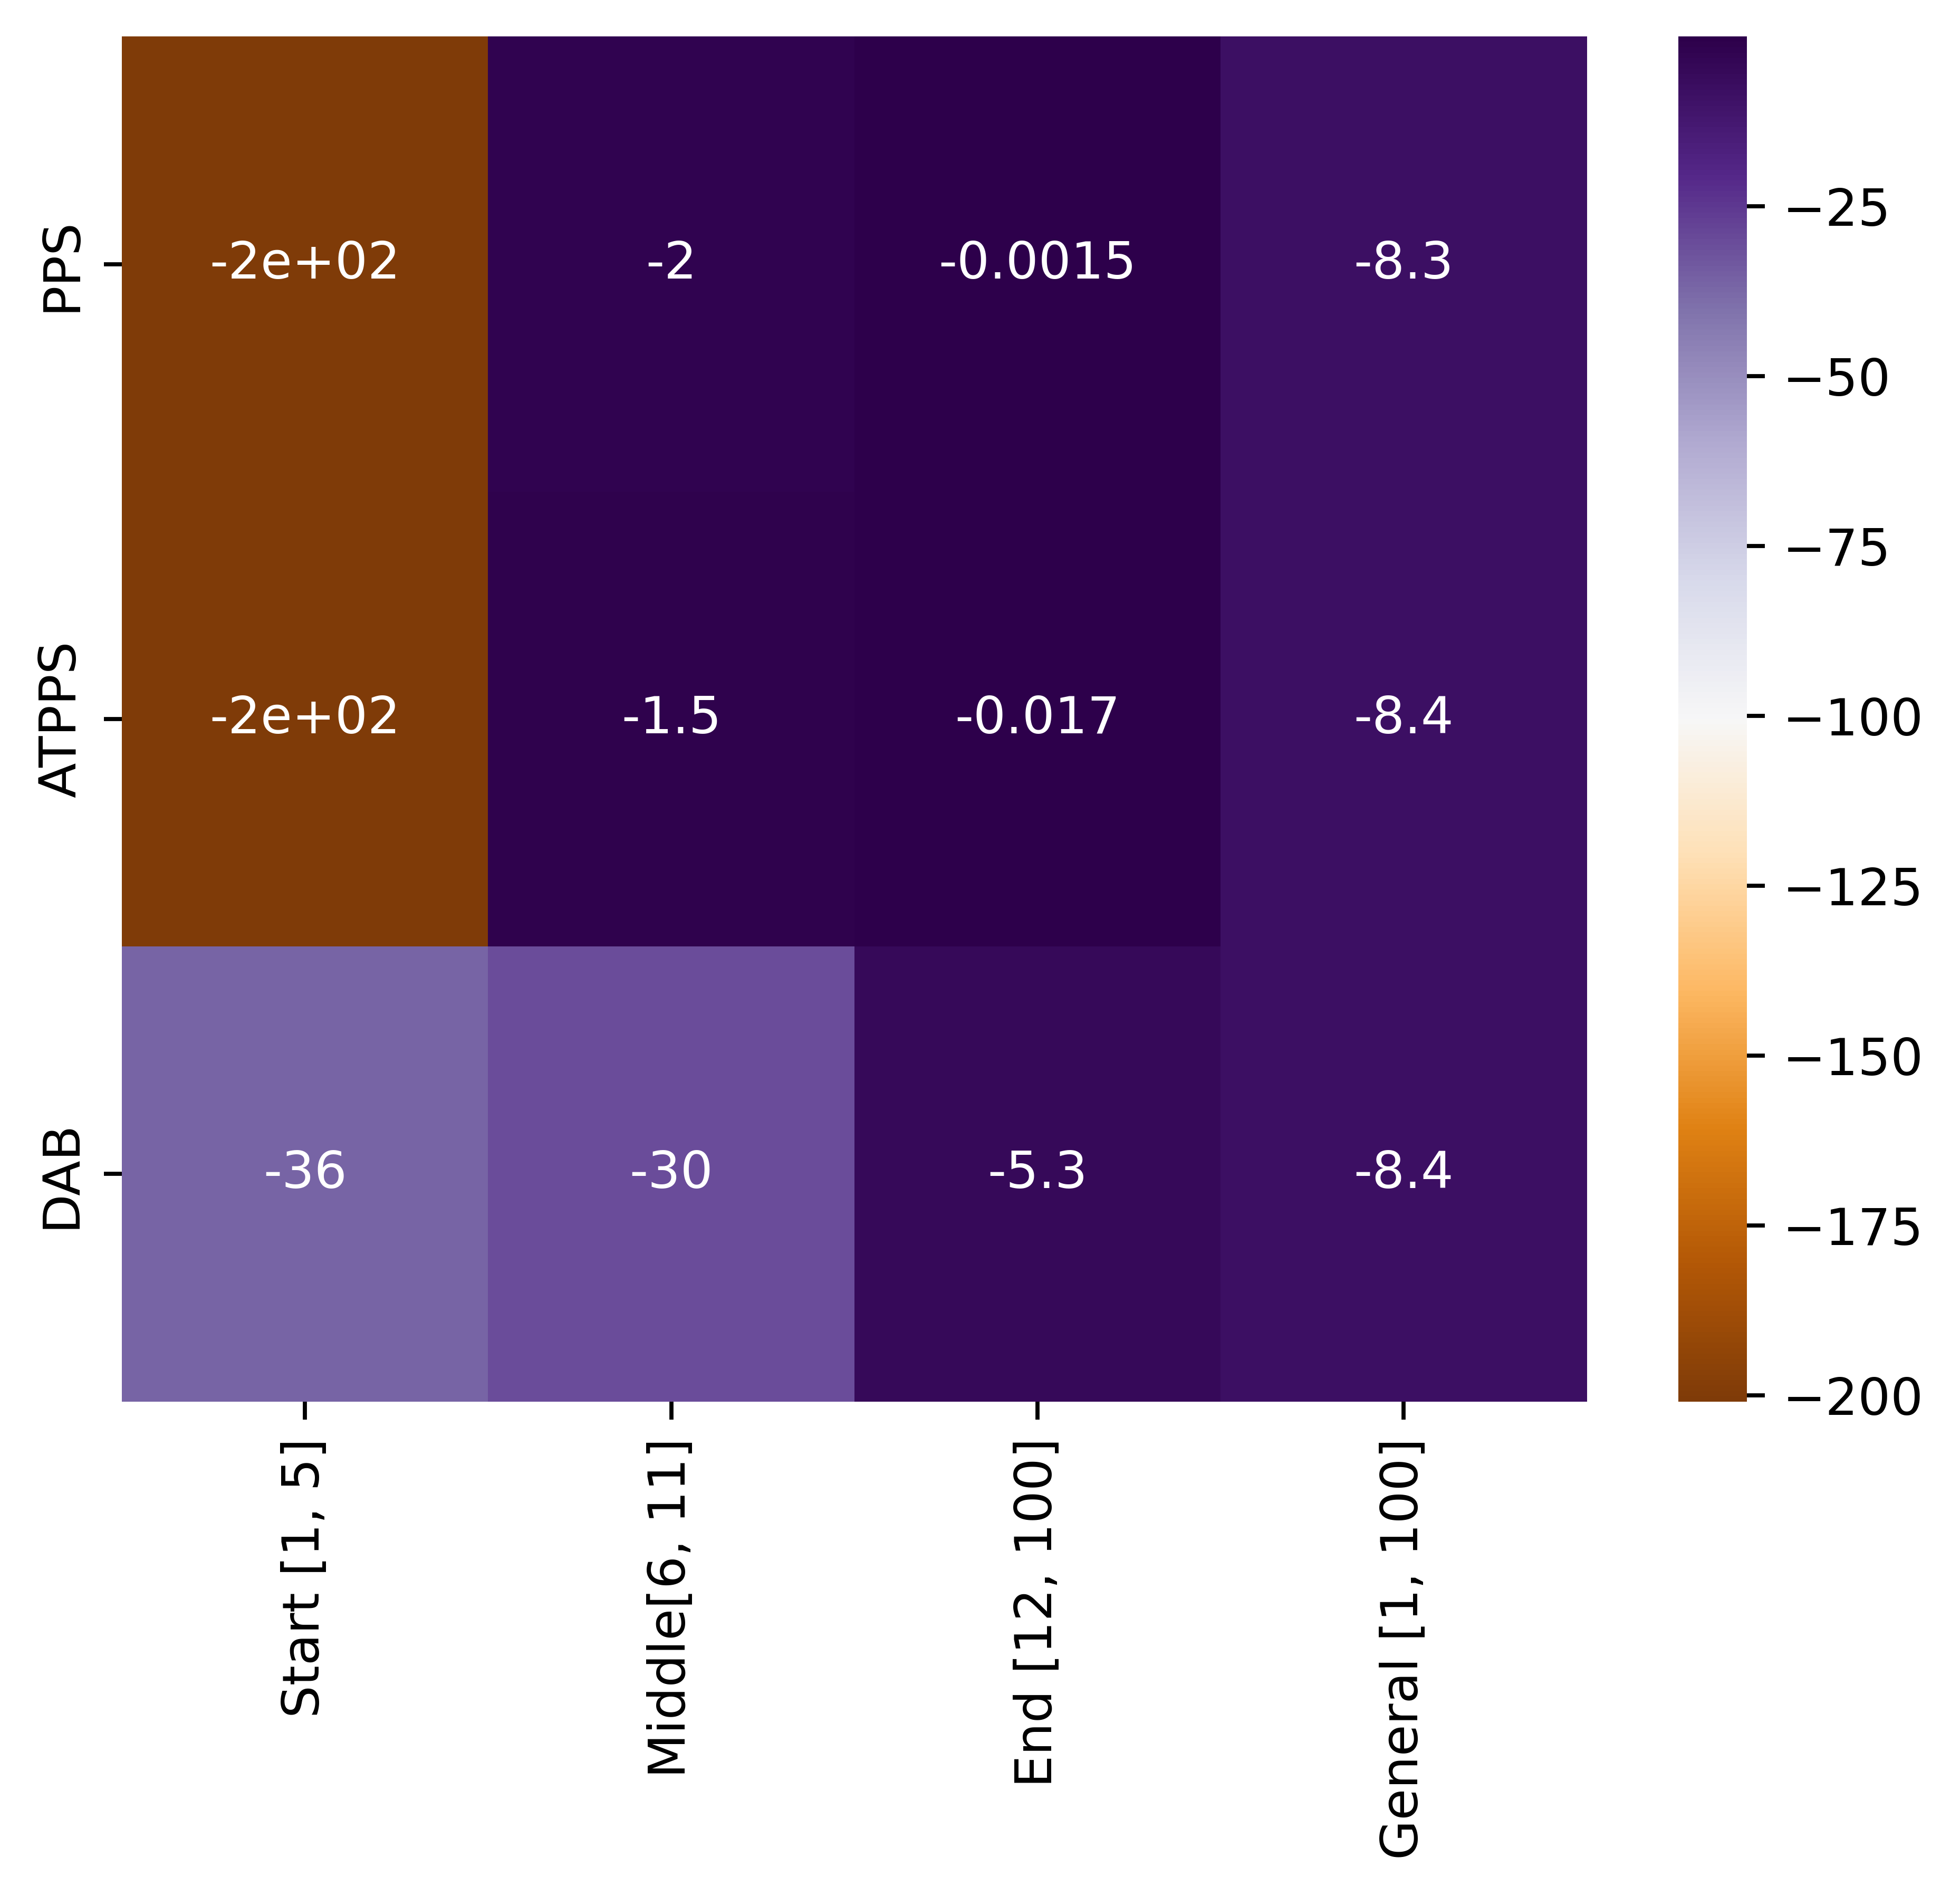 PPS -2e+02 -2 -0.0015 -8.3
ATPPS -2e+02 -1.5 -0.017 -8.4
DAB -36 -30 -5.3 -8.4
Start [1, 5]
Middle[6, 11]
End [12, 100]
General [1, 100]
−25
−50
−75
−100
−125
−150
−175
−200